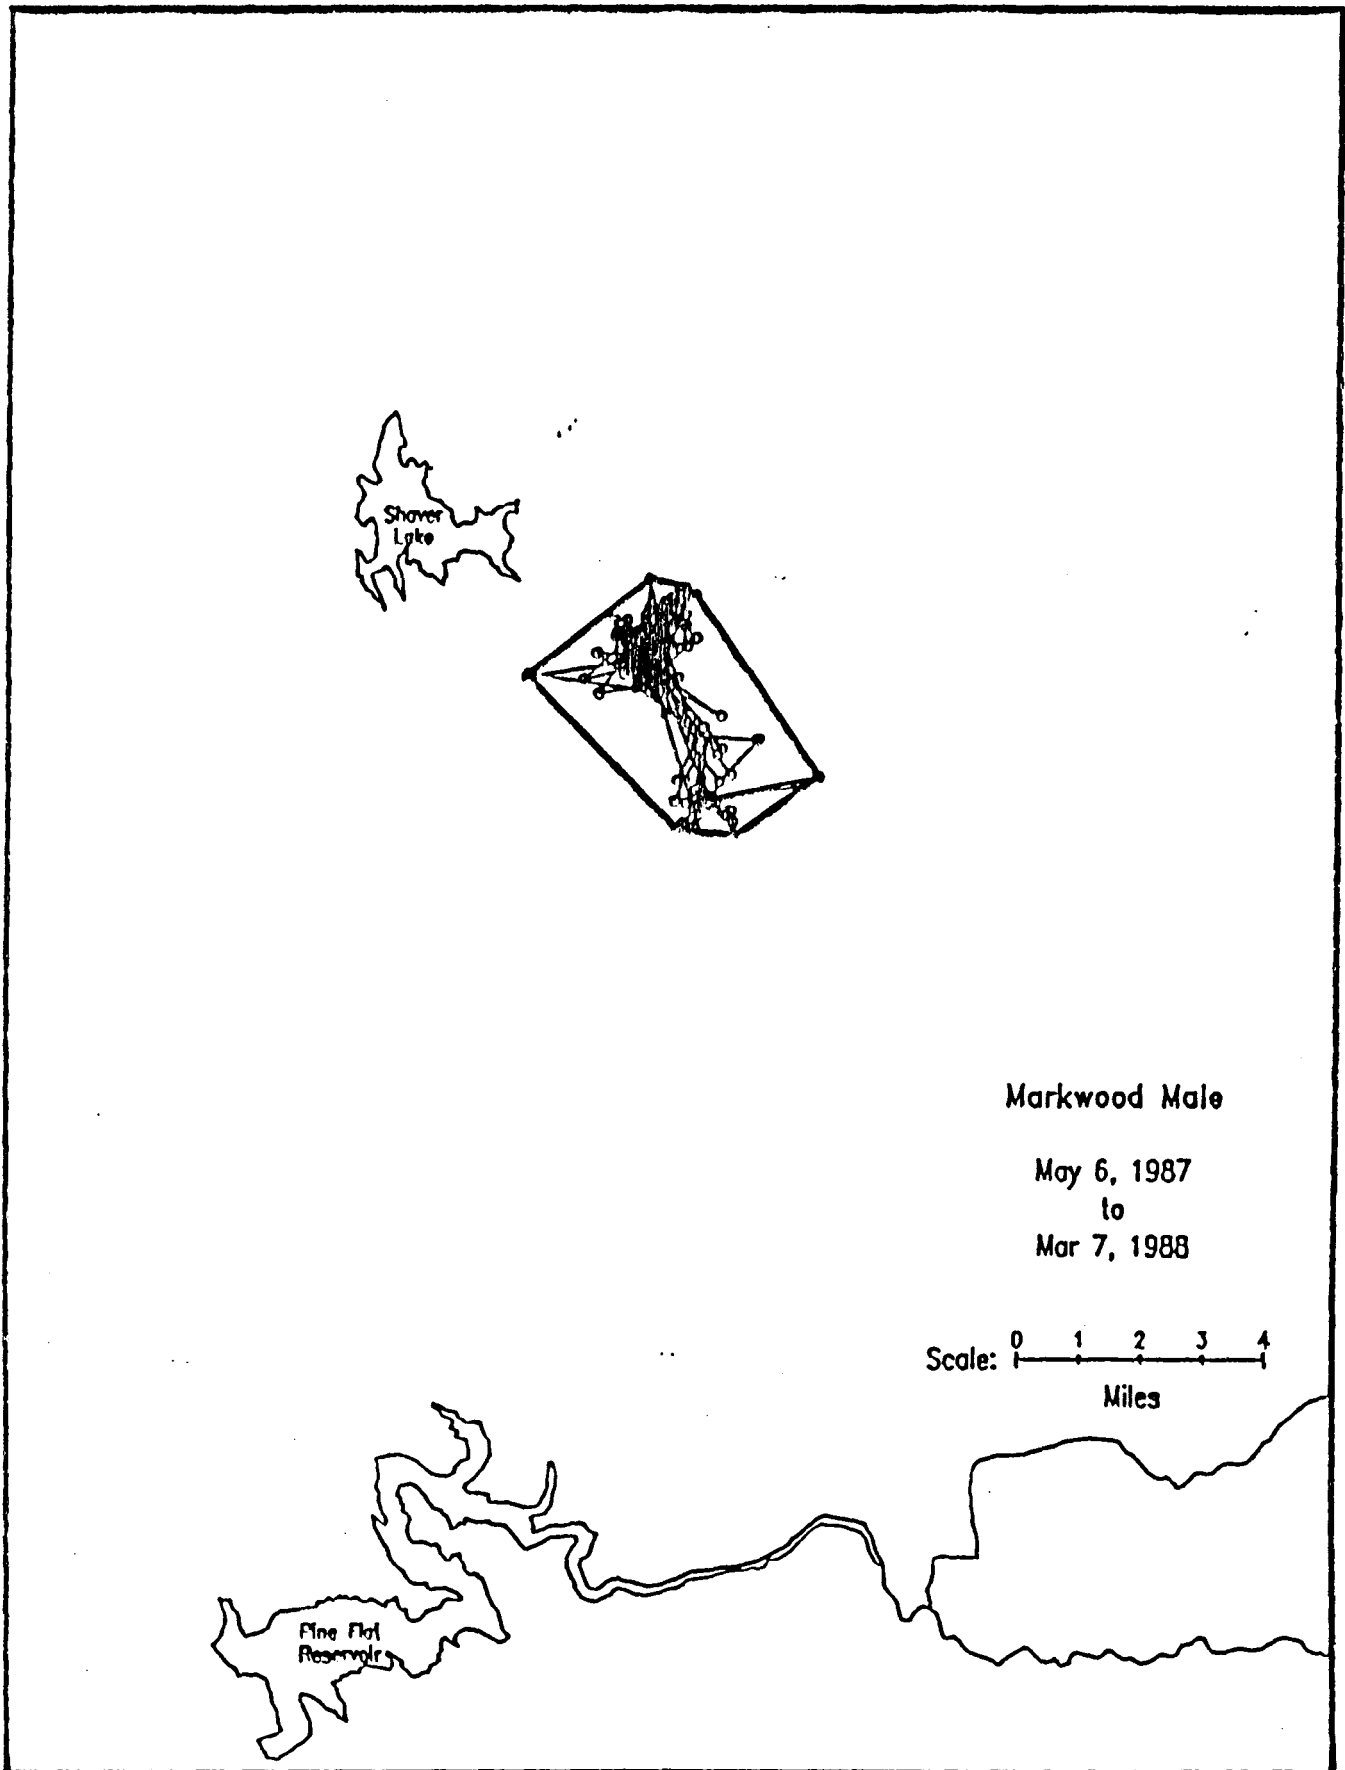 Shaver
Lake
Markwood Male
May 6, 1987
to
Mar 7, 1988
0 1 2 3 4
Scale:
Miles
Pine Flat
Reservoir